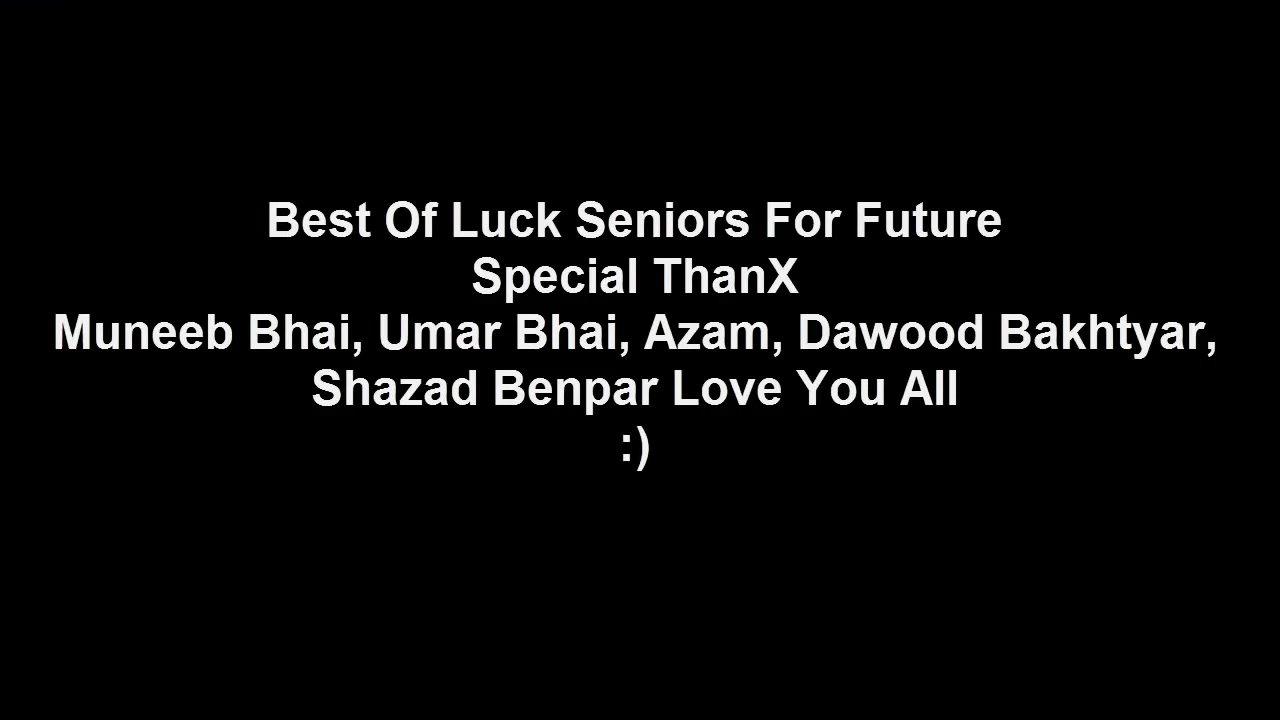 Best Of Luck Seniors For Future
Special ThanX
Muneeb Bhai, Umar Bhai, Azam, Dawood Bakhtyar,
Shazad Benpar Love You All
:)